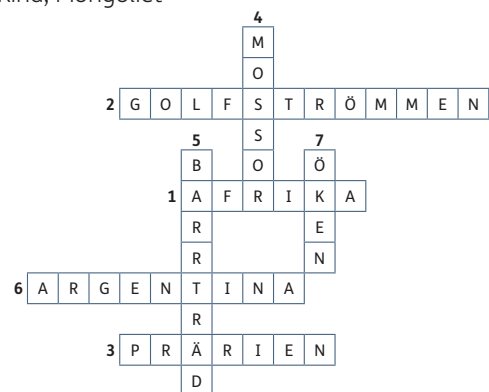 Kina, Mongoliet
4
M
O
2 G O L F S T R Ö M M E N
5 S 7
B O Ö
1 A F R I K A
R E
R N
6 A R G E N T I N A
R
3 P R Ä R I E N
D